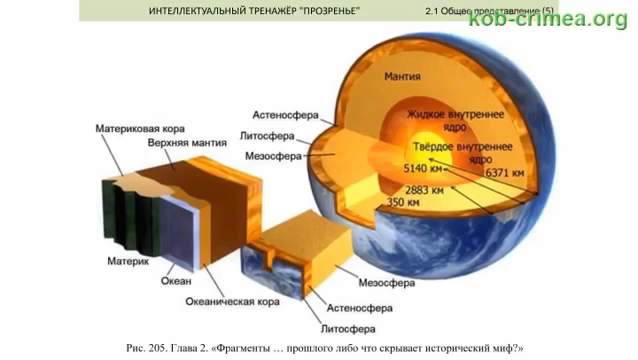 ИНТЕЛЛЕКТУАЛЬНЫЙ ТРЕНАЖЁР "ПРОЗРЕНЬЕ"
2.1 Общее представление (5)
kob-crimea.org
Мантия
Астеносфера
Жидкое внутреннее
ядро
Материковая кора
Литосфера
Верхняя мантия
Мезосфера
Твёрдое внутреннее
ядро
5140 км
6371 км
2883 км
350 км
Материк
Океан
Мезосфера
Океаническая кора
Астеносфера
Литосфера
Рис. 205. Глава 2. «Фрагменты … прошлого либо что скрывает исторический миф?»